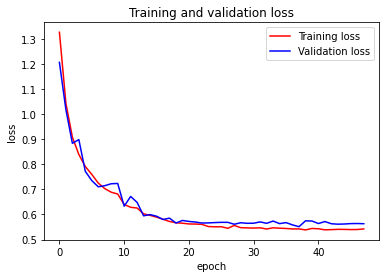 Training and validation loss
Training loss
Validation loss
1.3
1.2
1.1
1.0
0.9
0.8
0.7
0.6
0.5
loss
0
10
20
30
40
epoch